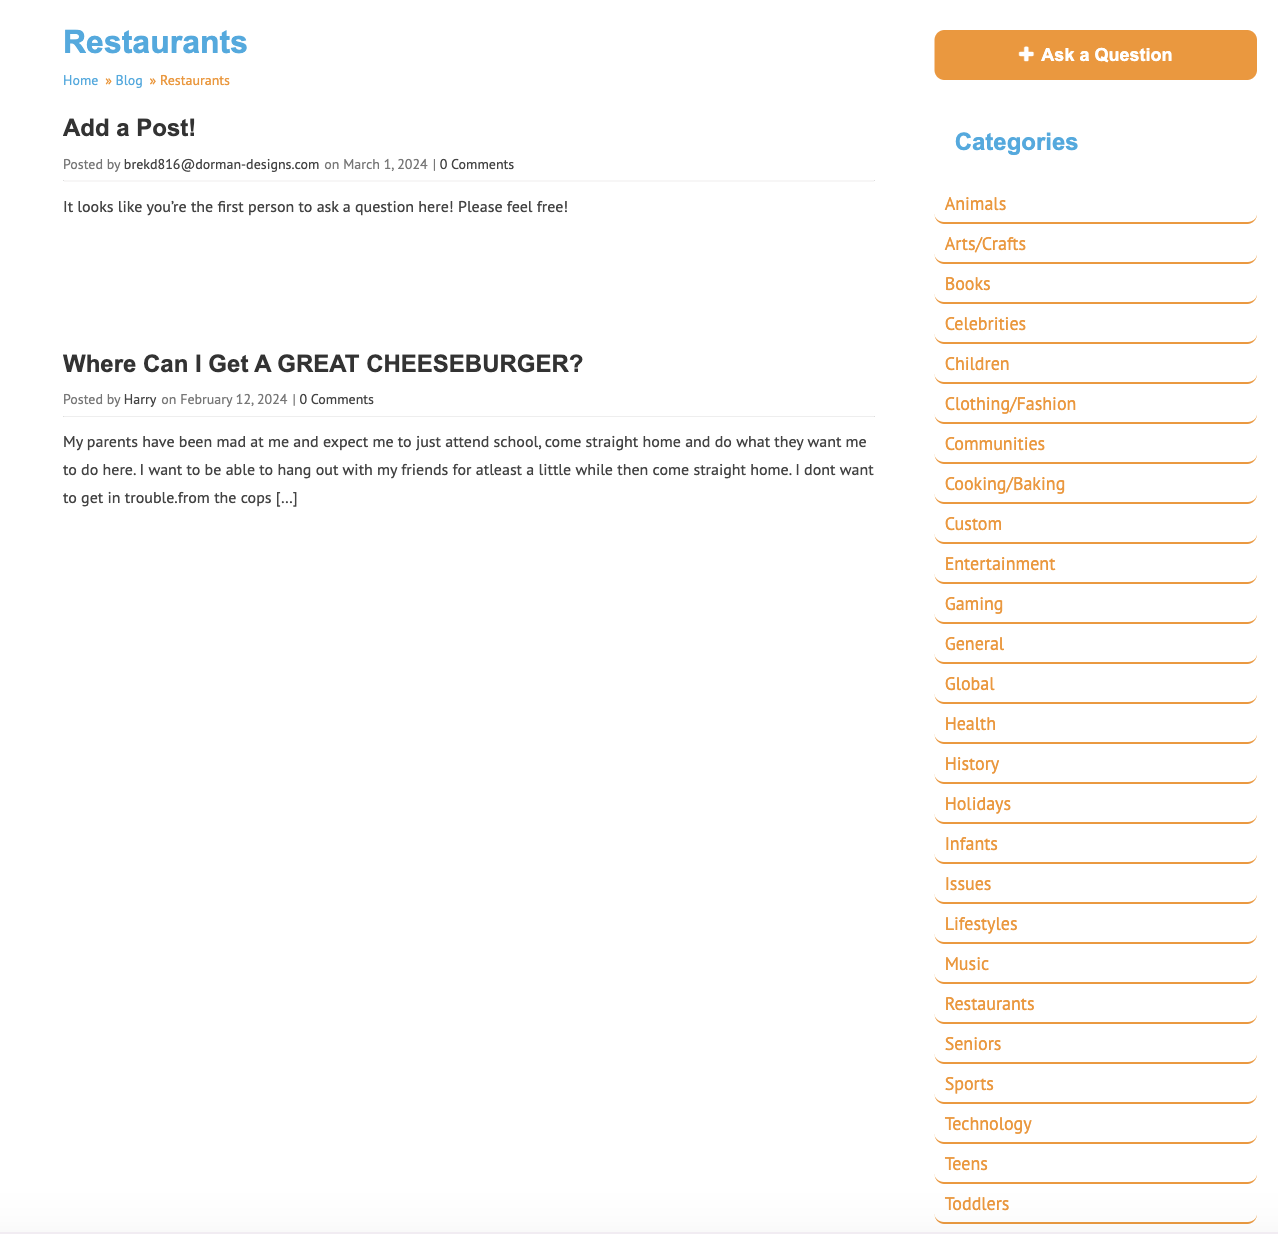 Restaurants
Home » Blog » Restaurants
Add a Post!
Posted by brekd816@dorman-designs.com on March 1, 2024 | 0 Comments
It looks like you’re the first person to ask a question here! Please feel free!
Where Can I Get A GREAT CHEESEBURGER?
Posted by Harry on February 12, 2024 | 0 Comments
My parents have been mad at me and expect me to just attend school, come straight home and do what they want me
to do here. I want to be able to hang out with my friends for atleast a little while then come straight home. I dont want
to get in trouble.from the cops [...]
Ask a Question
Categories
Animals
Arts/Crafts
Books
Celebrities
Children
Clothing/Fashion
Communities
Cooking/Baking
Custom
Entertainment
Gaming
General
Global
Health
History
Holidays
Infants
Issues
Lifestyles
Music
Restaurants
Seniors
Sports
Technology
Teens
Toddlers